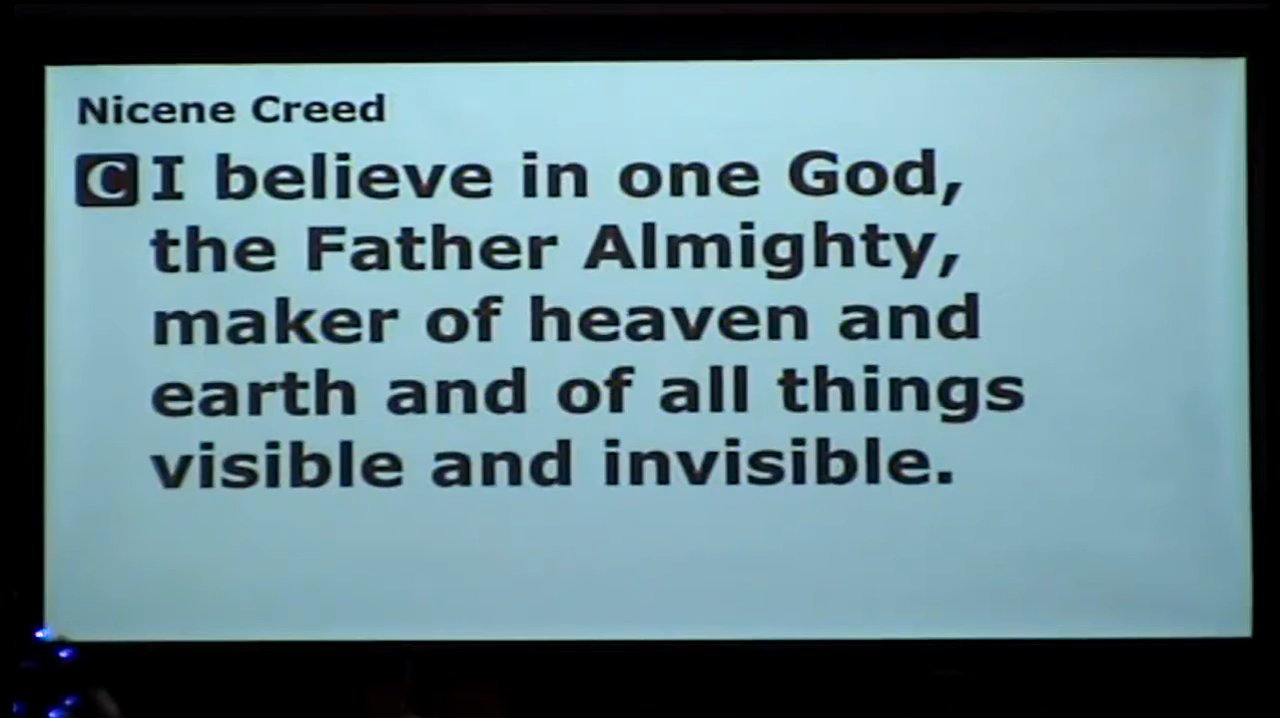 Nicene Creed
C I believe in one God,
the Father Almighty,
maker of heaven and
earth and of all things
visible and invisible.